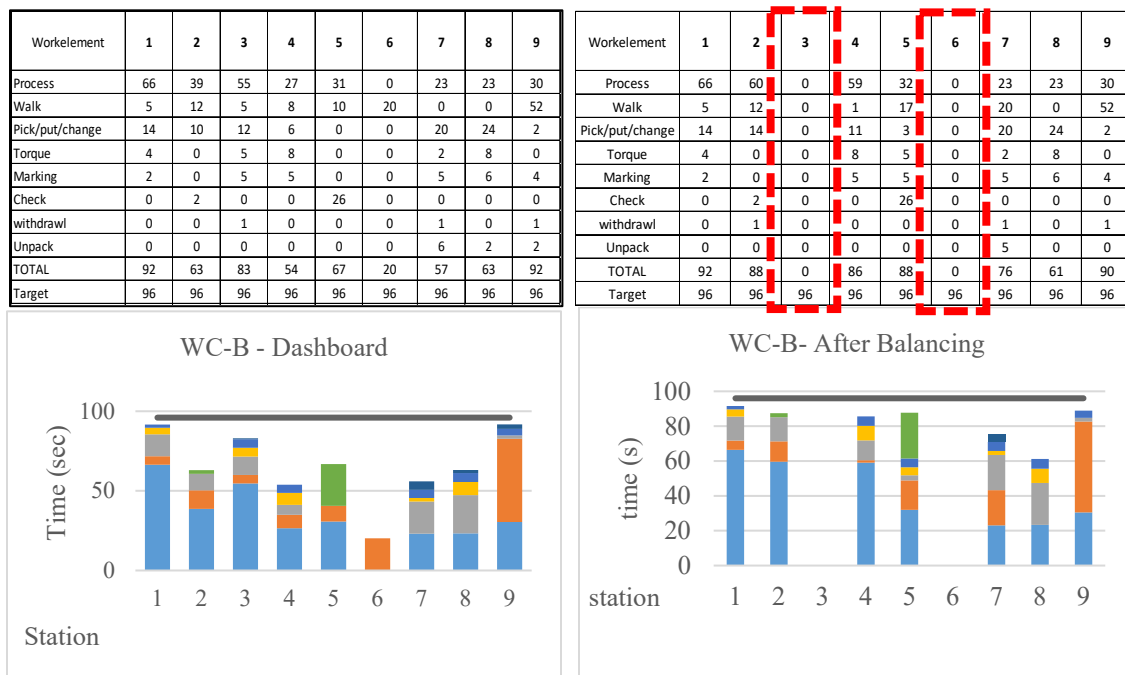 Workelement 1 2 3 4 5 6 7 8 9
Process 66 39 55 27 31 0 23 23 30
Walk 5 12 5 8 10 20 0 0 52
Pick/put/change 14 10 12 6 0 0 20 24 2
Torque 4 0 5 8 0 0 2 8 0
Marking 2 0 5 5 0 0 5 6 4
Check 0 2 0 0 26 0 0 0 0
withdrawl 0 0 1 0 0 0 1 0 1
Unpack 0 0 0 0 0 0 6 2 2
TOTAL 92 63 83 54 67 20 57 63 92
Target 96 96 96 96 96 96 96 96 96
Workelement 1 2 3 4 5 6 7 8 9
Process 66 60 0 59 32 0 23 23 30
Walk 5 12 0 1 17 0 20 0 52
Pick/put/change 14 14 0 11 3 0 20 24 2
Torque 4 0 0 8 5 0 2 8 0
Marking 2 0 0 5 5 0 5 6 4
Check 0 2 0 0 26 0 0 0 0
withdrawl 0 1 0 0 0 0 1 0 1
Unpack 0 0 0 0 0 0 5 0 0
TOTAL 92 88 0 86 88 0 76 61 90
Target 96 96 96 96 96 96 96 96 96
WC-B - Dashboard
Time (sec)
100
50
0
1 2 3 4 5 6 7 8 9
Station
WC-B- After Balancing
time (s)
100
80
60
40
20
0
1 2 3 4 5 6 7 8 9
station